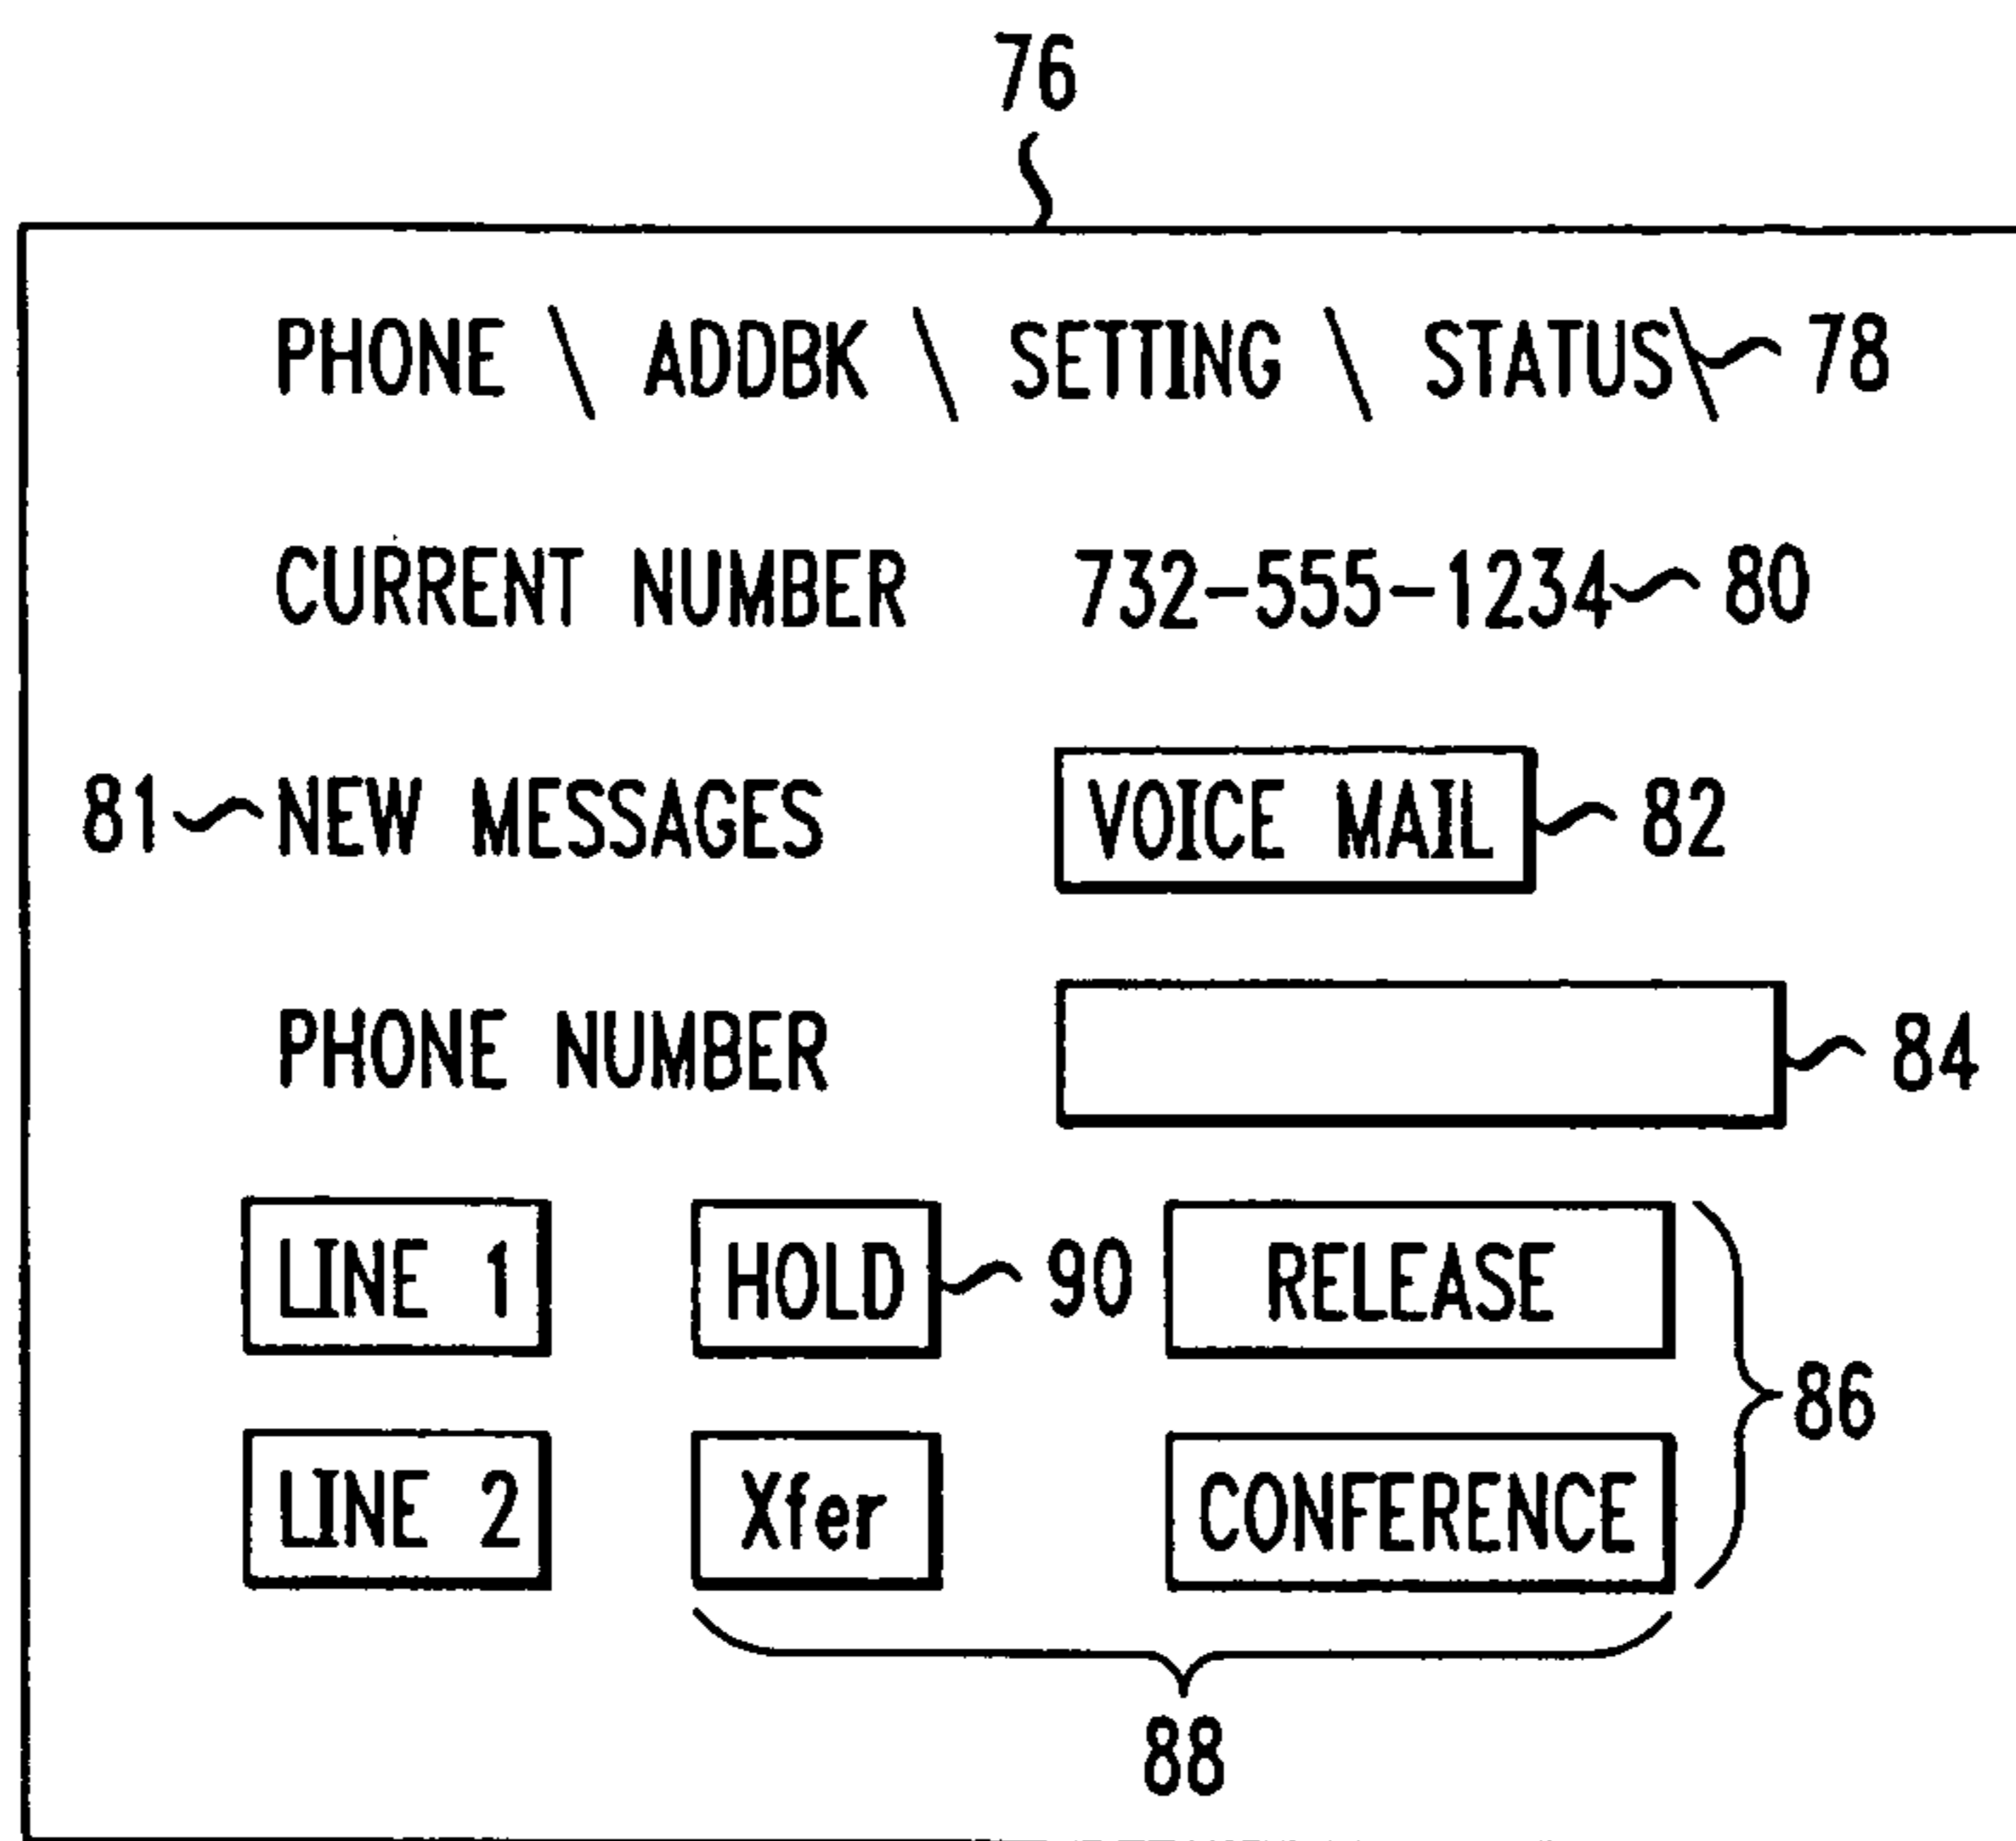 76
PHONE \ ADDBK \ SETTING \ STATUS\ 78
CURRENT NUMBER 732-555-1234 80
81 NEW MESSAGES VOICE MAIL 82
PHONE NUMBER 84
LINE 1 HOLD 90 RELEASE
86
LINE 2 Xfer CONFERENCE
88